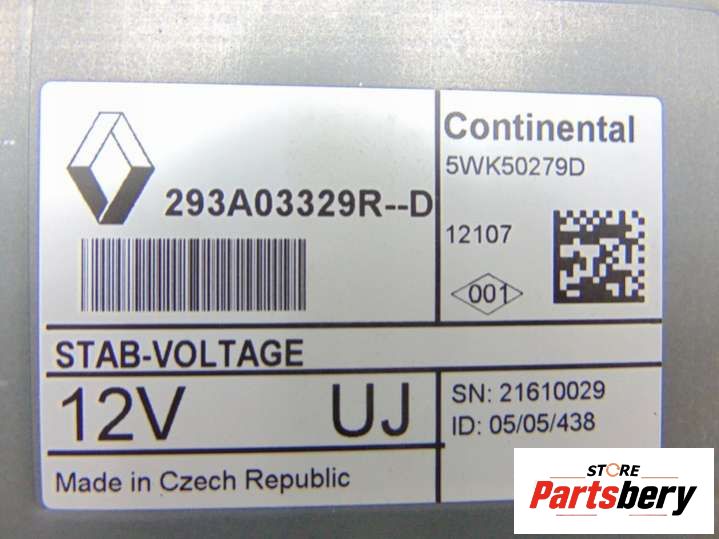 293A03329R--D
Continental
5WK50279D
12107
001
STAB-VOLTAGE
12V UJ
SN: 21610029
ID: 05/05/438
Made in Czech Republic
STORE
Partsbery